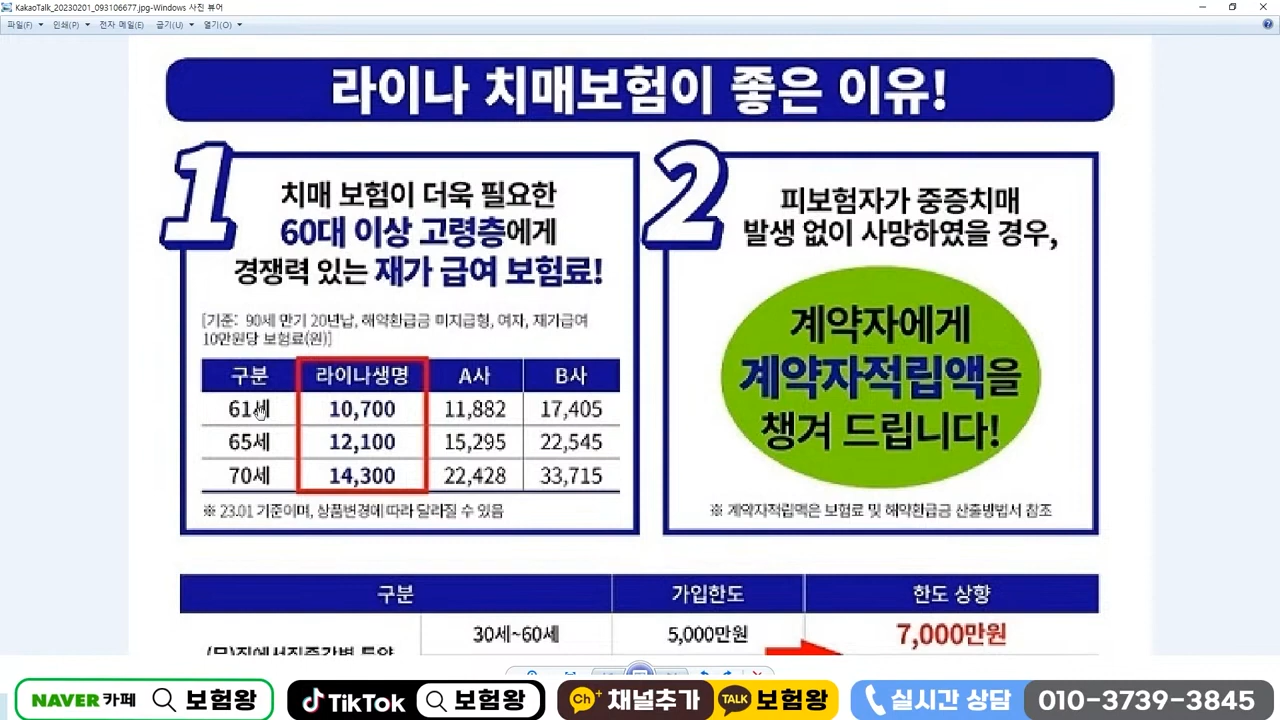 KakaoTalk_20230201_093106677.jpg-Windows 사진 뷰어
파일(F) 인쇄(P) 전자 메일(E) 굽기(U) 열기(O)
라이나 치매보험이 좋은 이유!
1
치매 보험이 더욱 필요한
60대 이상 고령층에게
경쟁력 있는 재가 급여 보험료!
[기준: 90세 만기 20년납, 해약환급금 미지급형, 여자, 재가급여
10만원당 보험료(원)]
구분 라이나생명 A사 B사
61세 10,700 11,882 17,405
65세 12,100 15,295 22,545
70세 14,300 22,428 33,715
※ 23.01 기준이며, 상품변경에 따라 달라질 수 있음
2
피보험자가 중증치매
발생 없이 사망하였을 경우,
계약자에게
계약자적립액을
챙겨 드립니다!
※ 계약자적립액은 보험료 및 해약환급금 산출방법서 참조
구분 가입한도 한도 상향
30세~60세 5,000만원 7,000만원
NAVER 카페 보험왕
TikTok 보험왕
Ch+ 채널추가 TALK 보험왕
실시간 상담 010-3739-3845